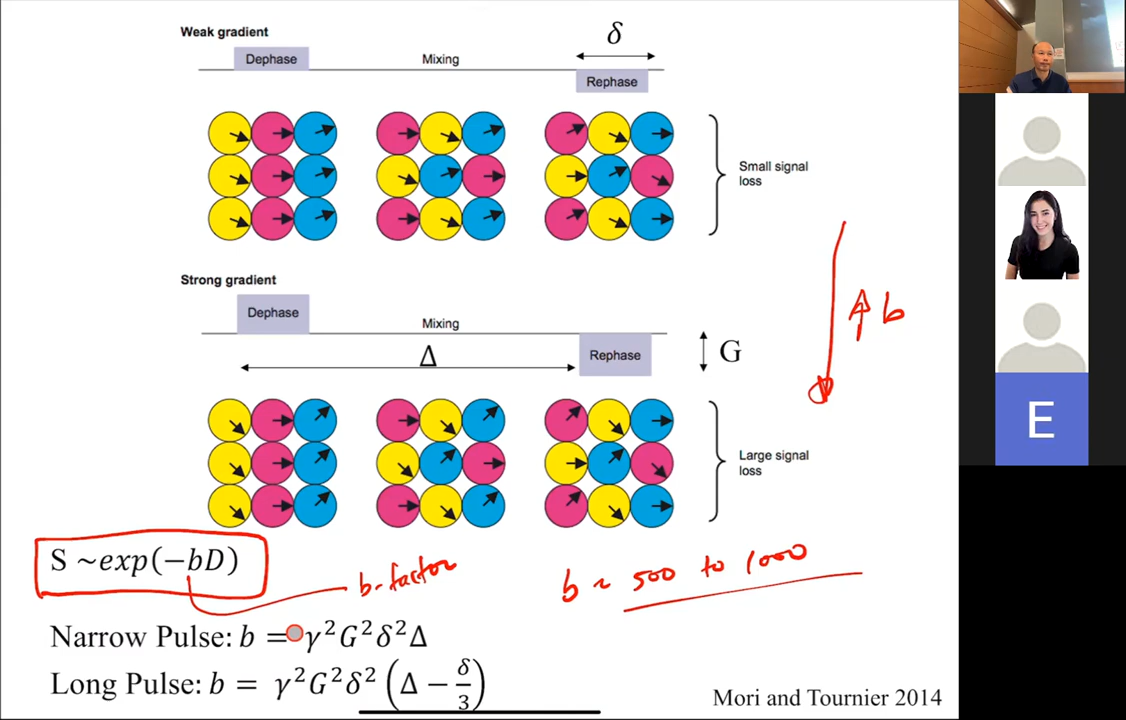 Weak gradient
δ
Dephase
Mixing
Rephase
Small signal
loss
Strong gradient
Dephase
Mixing
Δ
Rephase
G
↑ b
Large signal
loss
S ~exp(−bD)
b-factor
b ~ 500 to 1000
Narrow Pulse: b = γ²G²δ²Δ
Long Pulse: b = γ²G²δ²(Δ − δ/3)
Mori and Tournier 2014
E